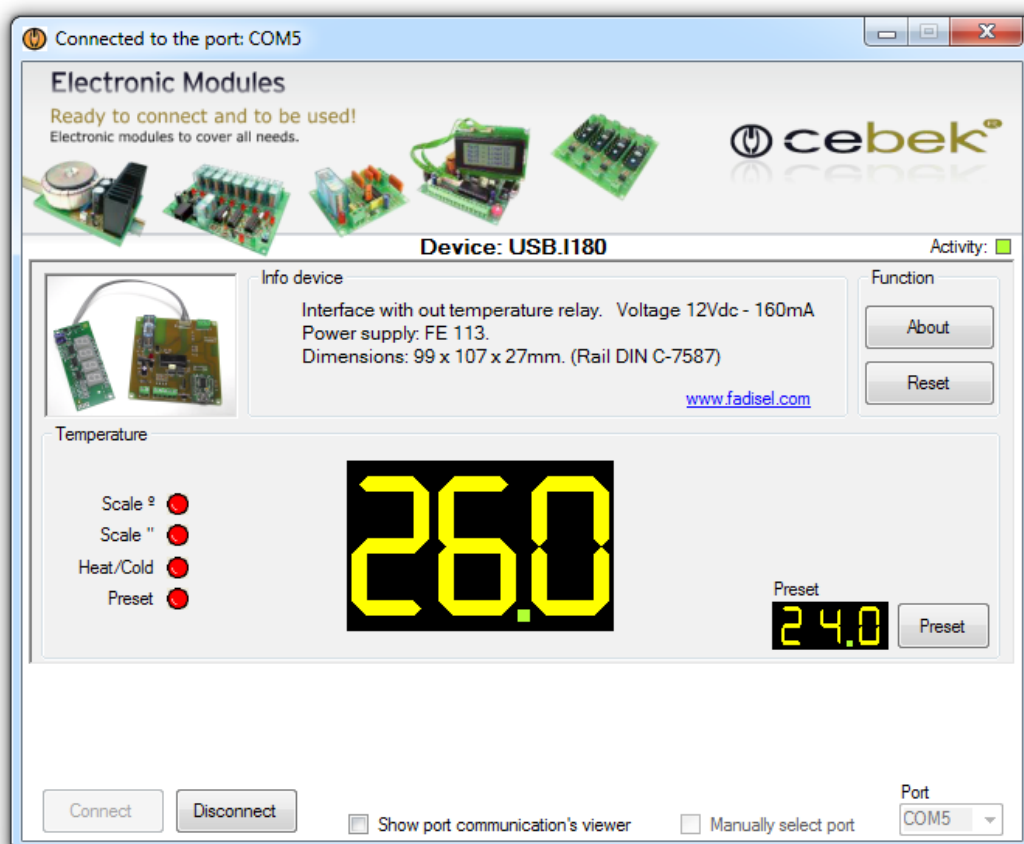 Connected to the port: COM5
Electronic Modules
Ready to connect and to be used!
Electronic modules to cover all needs.
cebek
Device: USB.I180
Activity:
Info device
Interface with out temperature relay. Voltage 12Vdc - 160mA
Power supply: FE 113.
Dimensions: 99 x 107 x 27mm. (Rail DIN C-7587)
www.fadisel.com
Function
About
Reset
Temperature
Scale º
Scale "
Heat/Cold
Preset
26.0
Preset
24.0
Preset
Connect
Disconnect
Show port communication's viewer
Manually select port
Port
COM5